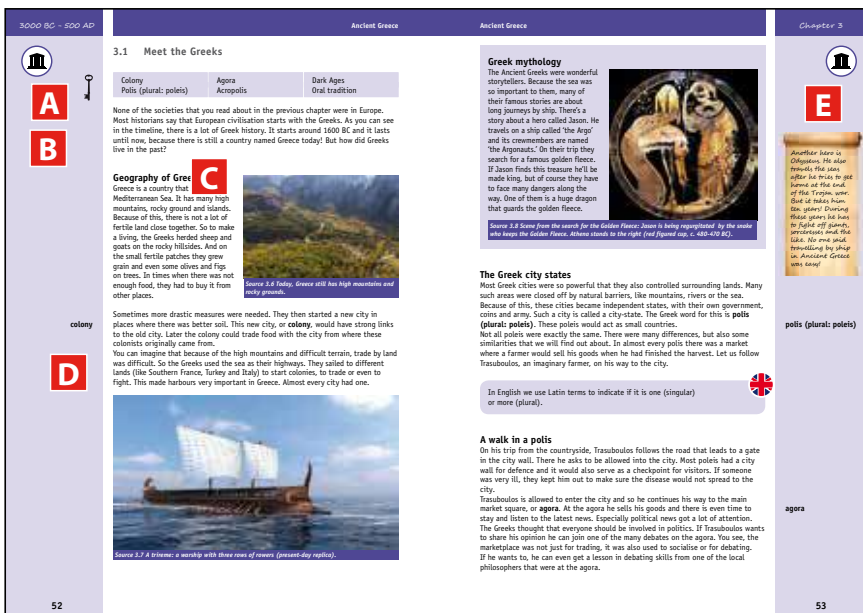 3000 BC - 500 AD
Ancient Greece
A
B
3.1 Meet the Greeks
Colony
Polis (plural: poleis)
Agora
Acropolis
Dark Ages
Oral tradition
None of the societies that you read about in the previous chapter were in Europe.
Most historians say that European civilisation starts with the Greeks. As you can see
in the timeline, there is a lot of Greek history. It starts around 1600 BC and it lasts
until now, because there is still a country named Greece today! But how did Greeks
live in the past?
C
Geography of Gree
Greece is a country that
Mediterranean Sea. It has many high
mountains, rocky ground and islands.
Because of this, there is not a lot of
fertile land close together. So to make
a living, the Greeks herded sheep and
goats on the rocky hillsides. And on
the small fertile patches they grew
grain and even some olives and figs
on trees. In times when there was not
enough food, they had to buy it from
other places.
Source 3.6 Today, Greece still has high mountains and
rocky grounds.
Sometimes more drastic measures were needed. They then started a new city in
places where there was better soil. This new city, or colony, would have strong links
to the old city. Later the colony could trade food with the city from where these
colonists originally came from.
You can imagine that because of the high mountains and difficult terrain, trade by land
was difficult. So the Greeks used the sea as their highways. They sailed to different
lands (like Southern France, Turkey and Italy) to start colonies, to trade or even to
fight. This made harbours very important in Greece. Almost every city had one.
colony
D
Source 3.7 A trireme: a warship with three rows of rowers (present-day replica).
52
Ancient Greece
Chapter 3
Greek mythology
The Ancient Greeks were wonderful
storytellers. Because the sea was
so important to them, many of
their famous stories are about
long journeys by ship. There's a
story about a hero called Jason. He
travels on a ship called 'the Argo'
and its crewmembers are named
'the Argonauts.' On their trip they
search for a famous golden fleece.
If Jason finds this treasure he'll be
made king, but of course they have
to face many dangers along the
way. One of them is a huge dragon
that guards the golden fleece.
Source 3.8 Scene from the search for the Golden Fleece: Jason is being regurgitated by the snake
who keeps the Golden Fleece. Athena stands to the right (red figured cup, c. 480-470 BC).
E
Another hero is
Odysseus. He also
travels the seas
after he tries to get
home at the end
of the Trojan war.
But it takes him
ten years! During
these years he has
to fight off giants,
sorceresses and the
like. No one said
travelling by ship
in Ancient Greece
was easy!
The Greek city states
Most Greek cities were so powerful that they also controlled surrounding lands. Many
such areas were closed off by natural barriers, like mountains, rivers or the sea.
Because of this, these cities became independent states, with their own government,
coins and army. Such a city is called a city-state. The Greek word for this is polis
(plural: poleis). These poleis would act as small countries.
Not all poleis were exactly the same. There were many differences, but also some
similarities that we will find out about. In almost every polis there was a market
where a farmer would sell his goods when he had finished the harvest. Let us follow
Trasuboulos, an imaginary farmer, on his way to the city.
polis (plural: poleis)
In English we use Latin terms to indicate if it is one (singular)
or more (plural).
A walk in a polis
On his trip from the countryside, Trasuboulos follows the road that leads to a gate
in the city wall. There he asks to be allowed into the city. Most poleis had a city
wall for defence and it would also serve as a checkpoint for visitors. If someone
was very ill, they kept him out to make sure the disease would not spread to the
city.
Trasuboulos is allowed to enter the city and so he continues his way to the main
market square, or agora. At the agora he sells his goods and there is even time to
stay and listen to the latest news. Especially political news got a lot of attention.
The Greeks thought that everyone should be involved in politics. If Trasuboulos wants
to share his opinion he can join one of the many debates on the agora. You see, the
marketplace was not just for trading, it was also used to socialise or for debating.
If he wants to, he can even get a lesson in debating skills from one of the local
philosophers that were at the agora.
agora
53